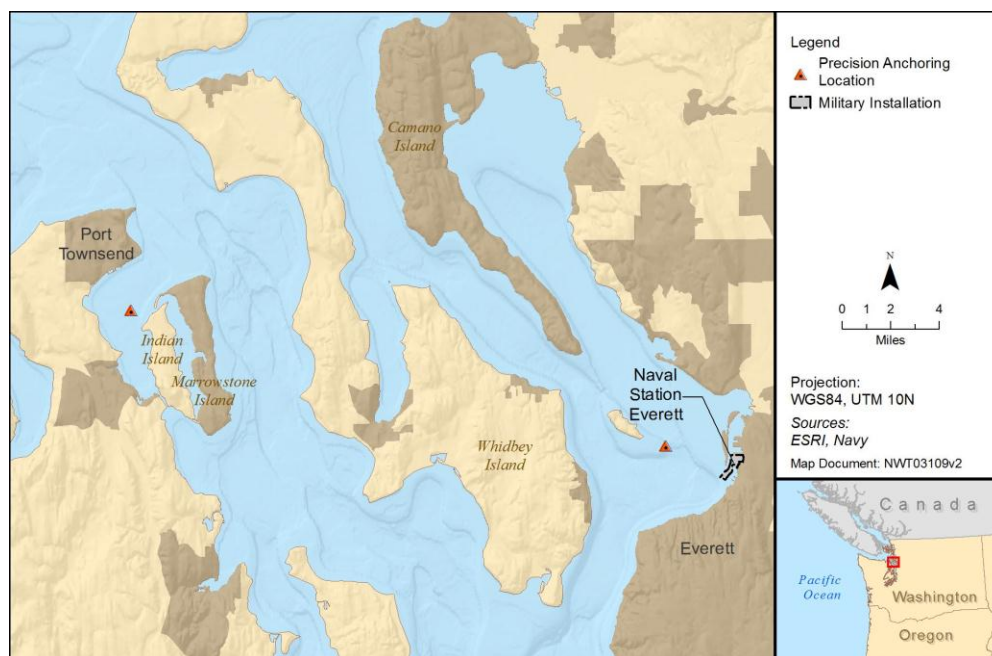 Camano
Island
Port
Townsend
Indian
Island
Marrowstone
Island
Naval
Station
Everett
Whidbey
Island
Everett
Legend
Precision Anchoring
Location
Military Installation
N
0 1 2 4
Miles
Projection:
WGS84, UTM 10N
Sources:
ESRI, Navy
Map Document: NWT03109v2
Canada
Pacific
Ocean
Washington
Oregon